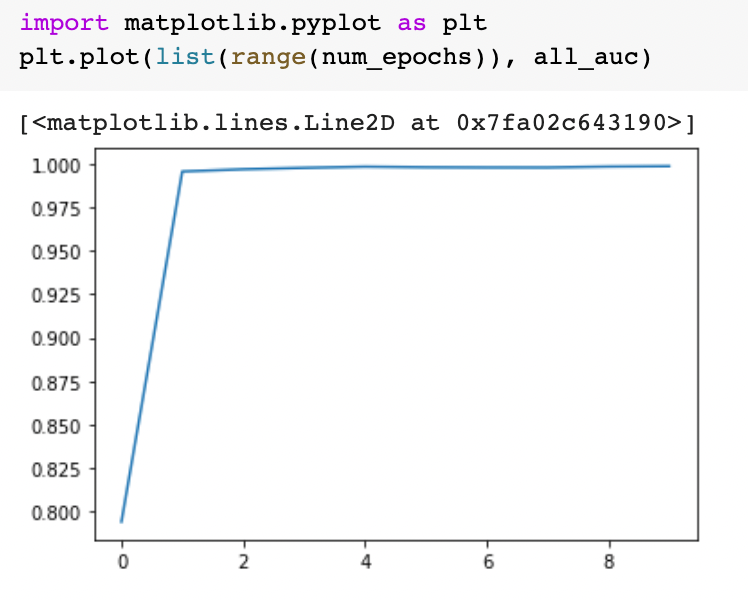 import matplotlib.pyplot as plt
plt.plot(list(range(num_epochs)), all_auc)
[<matplotlib.lines.Line2D at 0x7fa02c643190>]
1.000
0.975
0.950
0.925
0.900
0.875
0.850
0.825
0.800
0 2 4 6 8